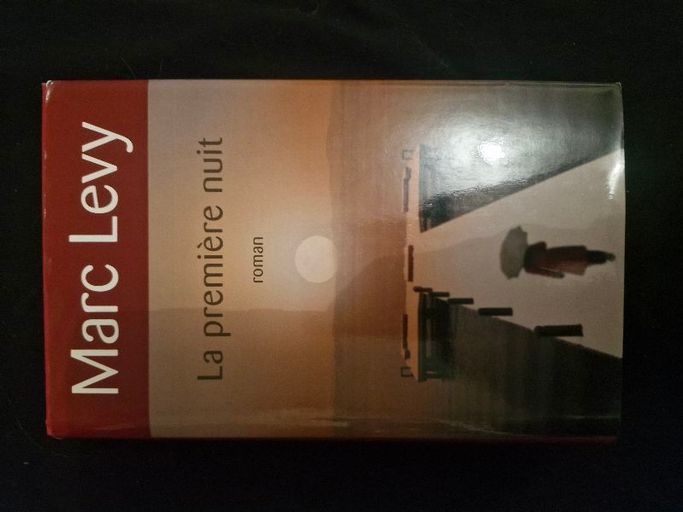 Marc Levy
La première nuit
roman